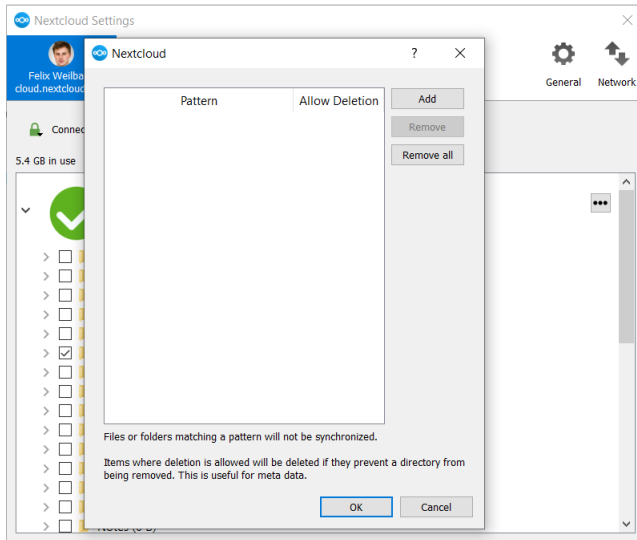 Nextcloud Settings
Nextcloud
?
Felix Weilba
cloud.nextclou
General
Network
Pattern
Allow Deletion
Add
Connec
Remove
5.4 GB in use
Remove all
Files or folders matching a pattern will not be synchronized.
Items where deletion is allowed will be deleted if they prevent a directory from
being removed. This is useful for meta data.
OK
Cancel